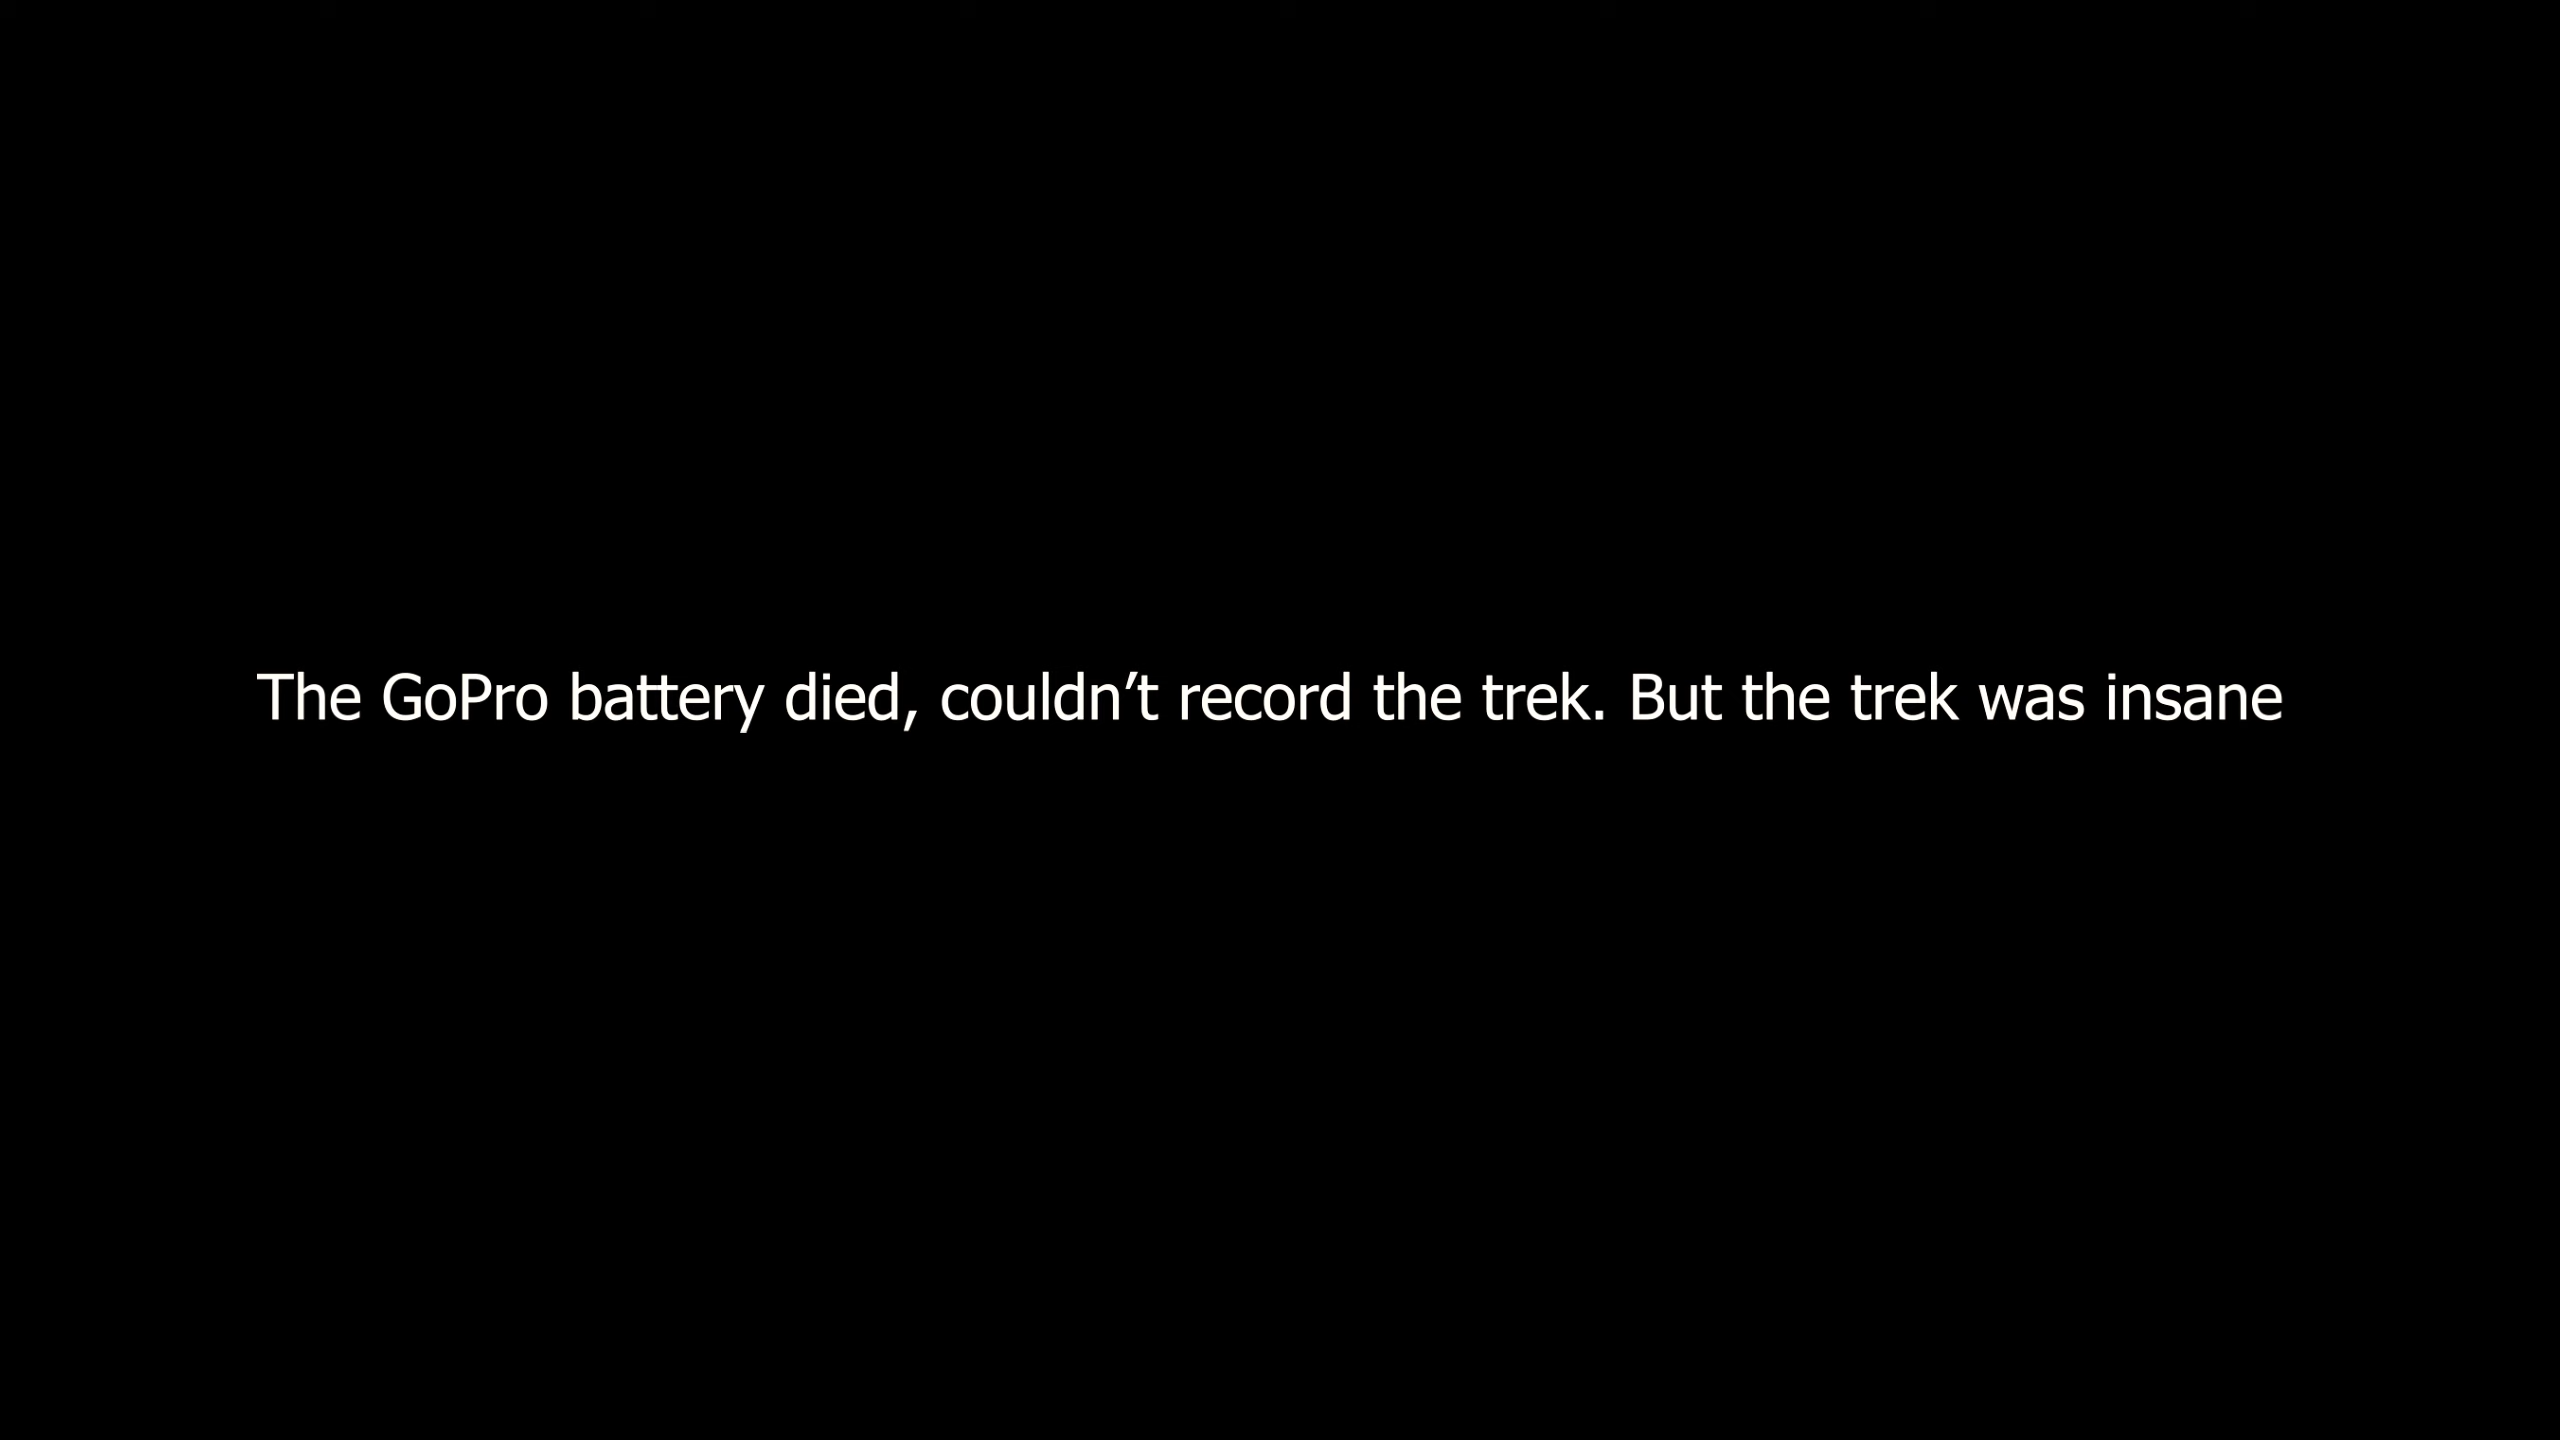 The GoPro battery died, couldn’t record the trek. But the trek was insane